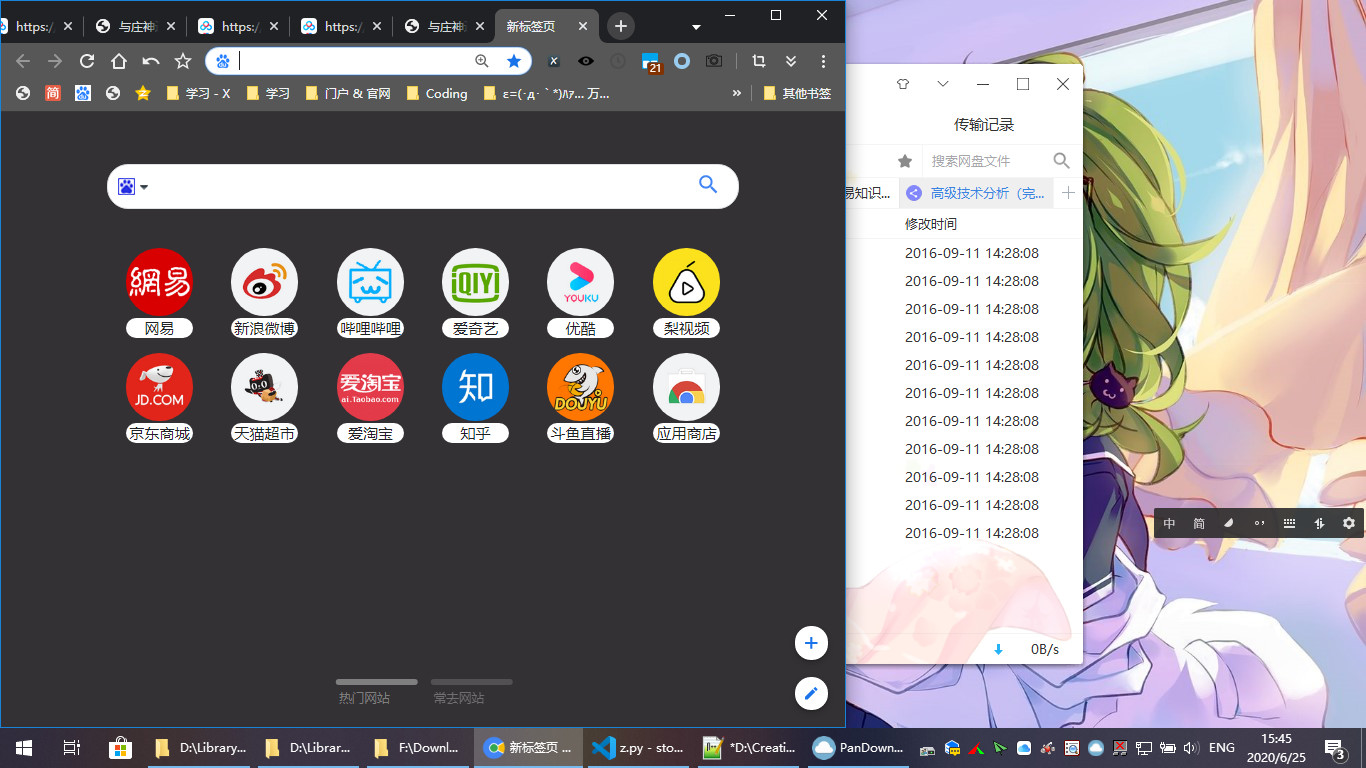 https:/
与庄神
https:/
https:/
与庄神
新标签页
21
简
学习 - X
学习
门户 & 官网
Coding
其他书签
網易
iQIYI
YOUKU
网易
新浪微博
哔哩哔哩
爱奇艺
优酷
梨视频
JD.COM
爱淘宝
ai.Taobao.com
知
DOUYU
京东商城
天猫超市
爱淘宝
知乎
斗鱼直播
应用商店
热门网站
常去网站
传输记录
搜索网盘文件
易知识...
高级技术分析（完...
修改时间
2016-09-11 14:28:08
2016-09-11 14:28:08
2016-09-11 14:28:08
2016-09-11 14:28:08
2016-09-11 14:28:08
2016-09-11 14:28:08
2016-09-11 14:28:08
2016-09-11 14:28:08
2016-09-11 14:28:08
2016-09-11 14:28:08
2016-09-11 14:28:08
0B/s
中 简
D:\Library...
D:\Librar...
F:\Downl...
新标签页 ...
z.py - sto...
*D:\Creati...
PanDown...
ENG
15:45
2020/6/25
3